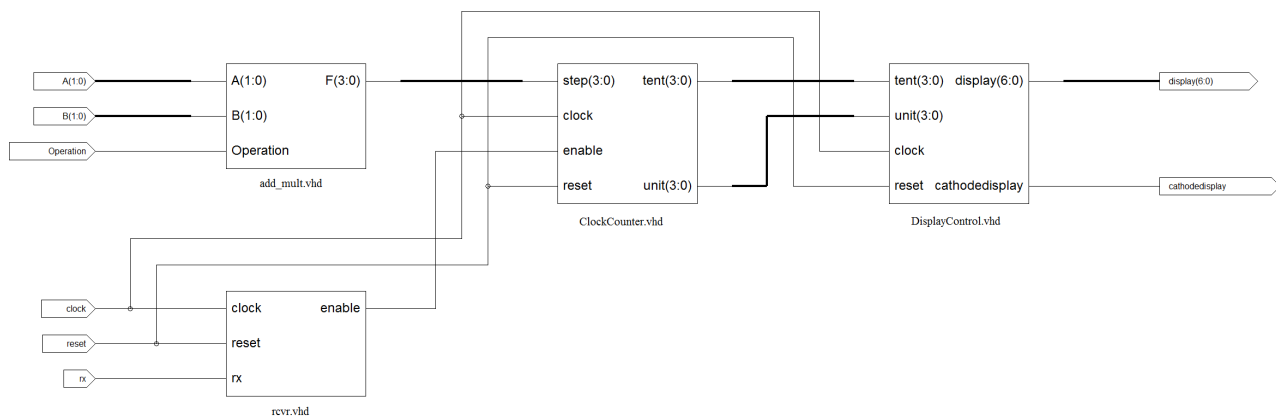 A(1:0)
A(1:0)
F(3:0)
step(3:0)
tent(3:0)
tent(3:0)
display(6:0)
display(6:0)
B(1:0)
B(1:0)
clock
unit(3:0)
Operation
Operation
enable
clock
reset
unit(3:0)
reset
cathodedisplay
cathodedisplay
add_mult.vhd
ClockCounter.vhd
DisplayControl.vhd
clock
clock
enable
reset
reset
rx
rx
rcvr.vhd